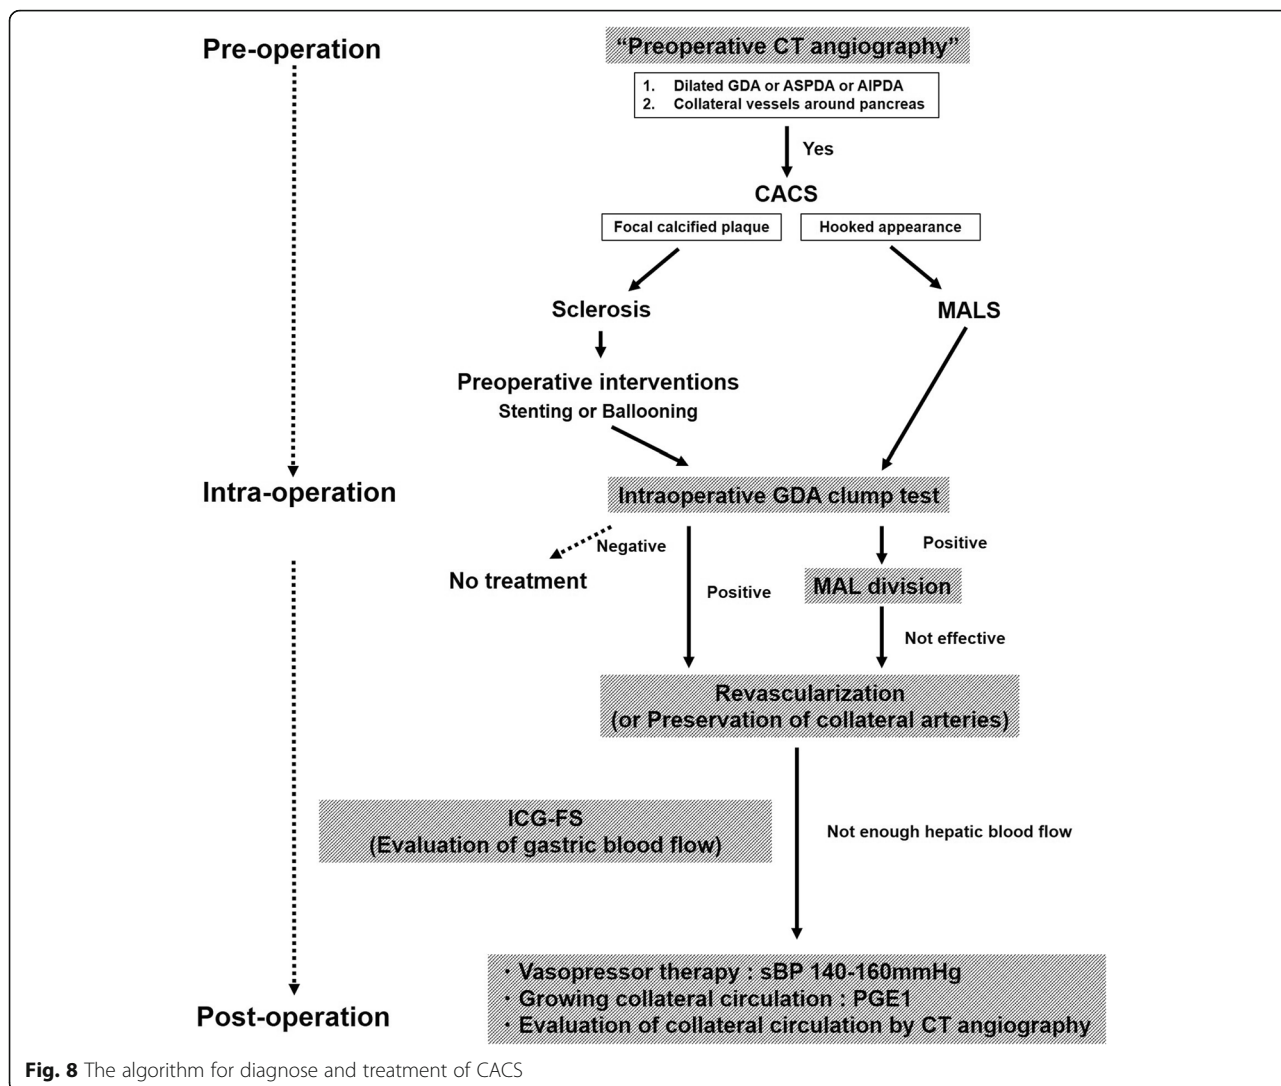 Pre-operation
“Preoperative CT angiography”
1. Dilated GDA or ASPDA or AIPDA
2. Collateral vessels around pancreas
Yes
CACS
Focal calcified plaque
Hooked appearance
Sclerosis
MALS
Preoperative interventions
Stenting or Ballooning
Intra-operation
Intraoperative GDA clump test
Negative
Positive
No treatment
Positive
MAL division
Not effective
Revascularization
(or Preservation of collateral arteries)
ICG-FS
(Evaluation of gastric blood flow)
Not enough hepatic blood flow
・Vasopressor therapy : sBP 140-160mmHg
・Growing collateral circulation : PGE1
・Evaluation of collateral circulation by CT angiography
Post-operation
Fig. 8 The algorithm for diagnose and treatment of CACS